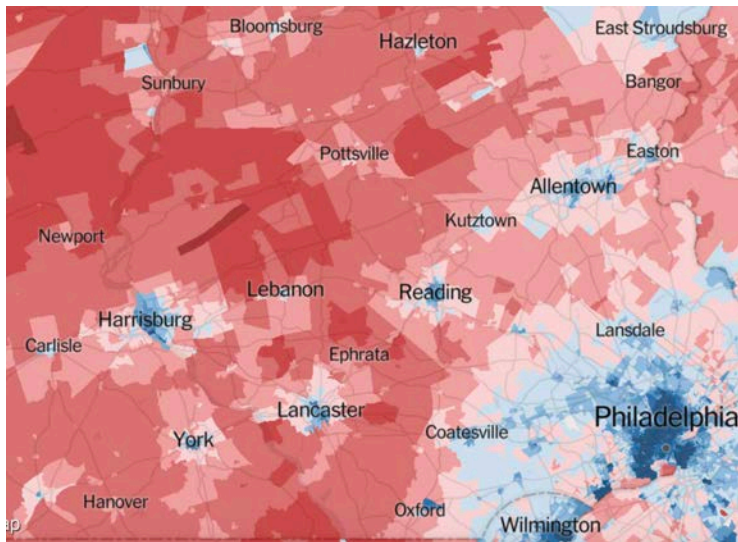 Bloomsburg
East Stroudsburg
Hazleton
Sunbury
Bangor
Pottsville
Easton
Allentown
Kutztown
Newport
Lebanon
Reading
Harrisburg
Lansdale
Carlisle
Ephrata
Lancaster
Philadelphia
York
Coatesville
Hanover
Oxford
Wilmington
ap